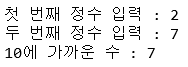 첫 번째 정수 입력 : 2
두 번째 정수 입력 : 7
10에 가까운 수 : 7